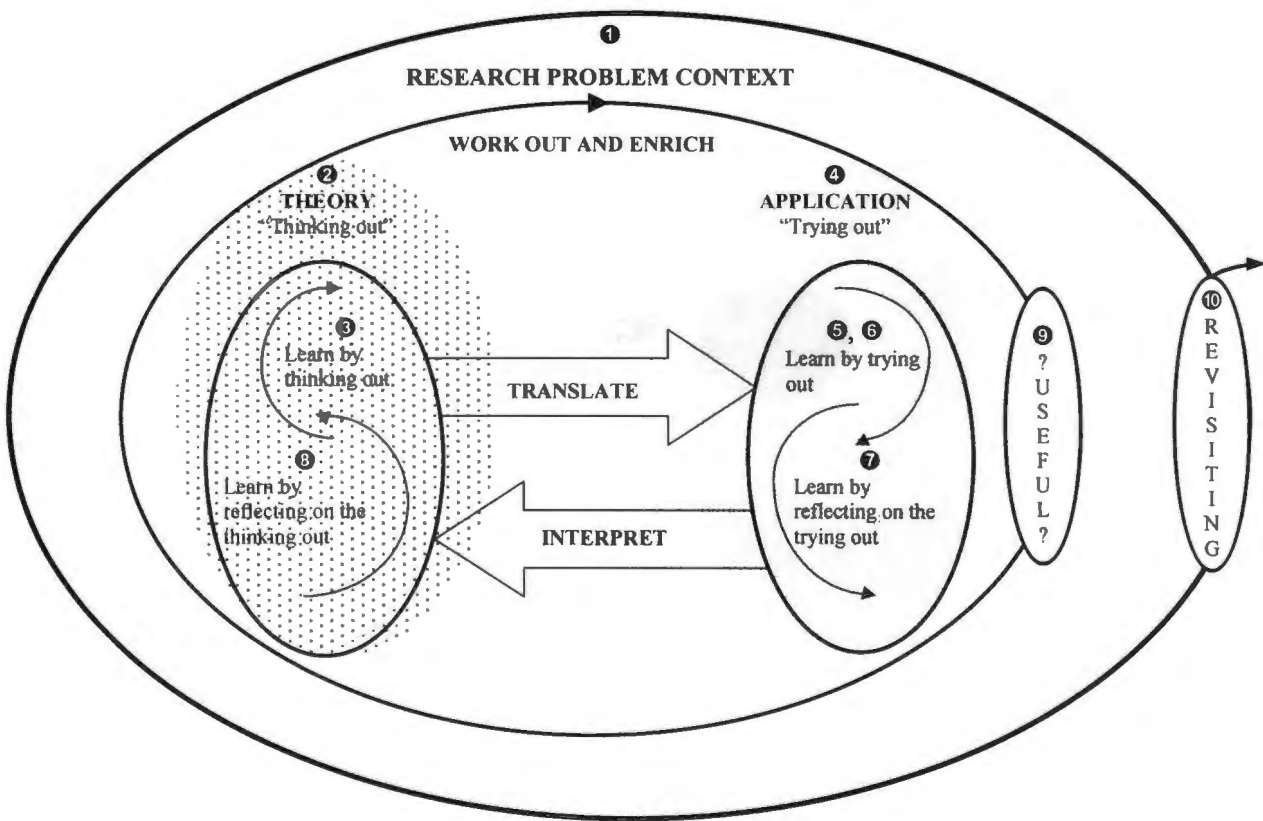 ❶
RESEARCH PROBLEM CONTEXT
WORK OUT AND ENRICH
❷
THEORY
“Thinking out”
❸
Learn by
thinking out
❽
Learn by
reflecting on the
thinking out
TRANSLATE
INTERPRET
❹
APPLICATION
“Trying out”
❺, ❻
Learn by trying
out
❼
Learn by
reflecting on the
trying out
❾
?
U
S
E
F
U
L
?
❿
R
E
V
I
S
I
T
I
N
G